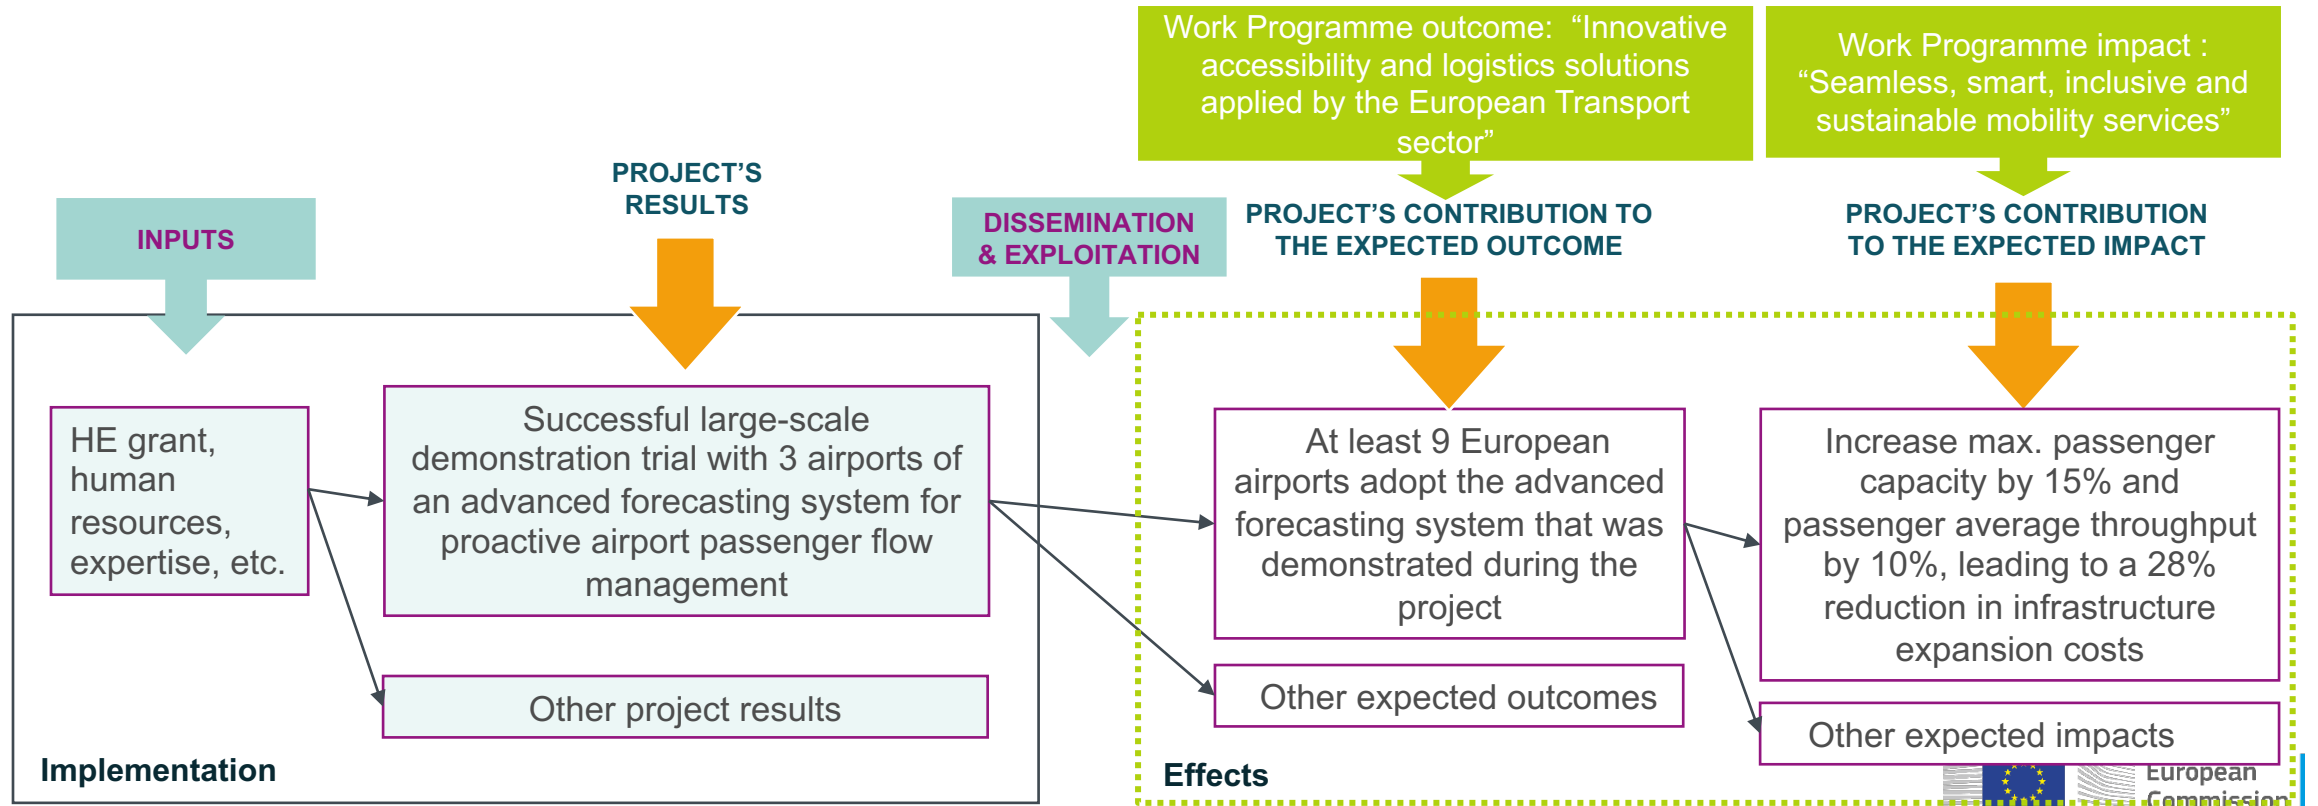 Work Programme outcome: “Innovative
accessibility and logistics solutions
applied by the European Transport
sector”
Work Programme impact :
“Seamless, smart, inclusive and
sustainable mobility services”
PROJECT’S
RESULTS
INPUTS
DISSEMINATION
& EXPLOITATION
PROJECT’S CONTRIBUTION TO
THE EXPECTED OUTCOME
PROJECT’S CONTRIBUTION
TO THE EXPECTED IMPACT
HE grant,
human
resources,
expertise, etc.
Successful large-scale
demonstration trial with 3 airports of
an advanced forecasting system for
proactive airport passenger flow
management
Other project results
Implementation
At least 9 European
airports adopt the advanced
forecasting system that was
demonstrated during the
project
Other expected outcomes
Increase max. passenger
capacity by 15% and
passenger average throughput
by 10%, leading to a 28%
reduction in infrastructure
expansion costs
Other expected impacts
Effects
European
Commission